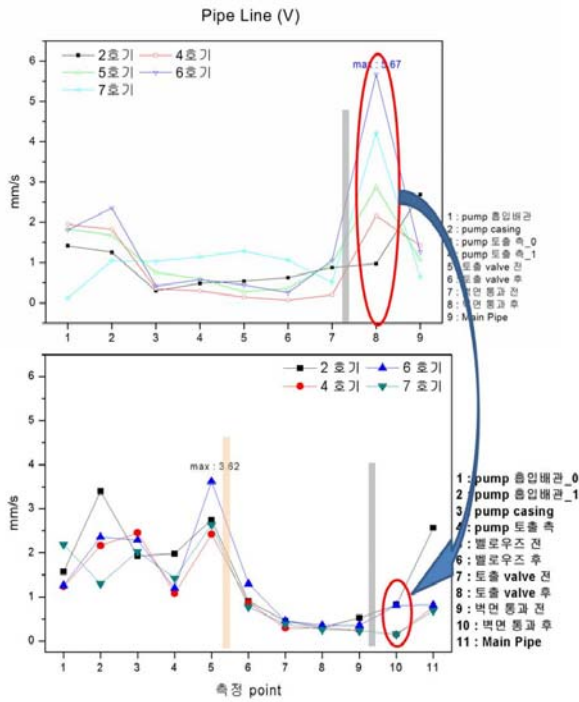 Pipe Line (V)
2호기 4호기
5호기 6호기
7호기
max : 5.67
mm/s
6
5
4
3
2
1
0
1 2 3 4 5 6 7 8 9
1 : pump 흡입배관
2 : pump casing
3 : pump 토출 측_0
4 : pump 토출 측_1
5 : 토출 valve 전
6 : 토출 valve 후
7 : 벽면 통과 전
8 : 벽면 통과 후
9 : Main Pipe
2 호기 6 호기
4 호기 7 호기
max : 3.62
mm/s
6
5
4
3
2
1
0
1 2 3 4 5 6 7 8 9 10 11
측정 point
1 : pump 흡입배관_0
2 : pump 흡입배관_1
3 : pump casing
4 : pump 토출 측
: 벨로우즈 전
6 : 벨로우즈 후
7 : 토출 valve 전
8 : 토출 valve 후
9 : 벽면 통과 전
10 : 벽면 통과 후
11 : Main Pipe